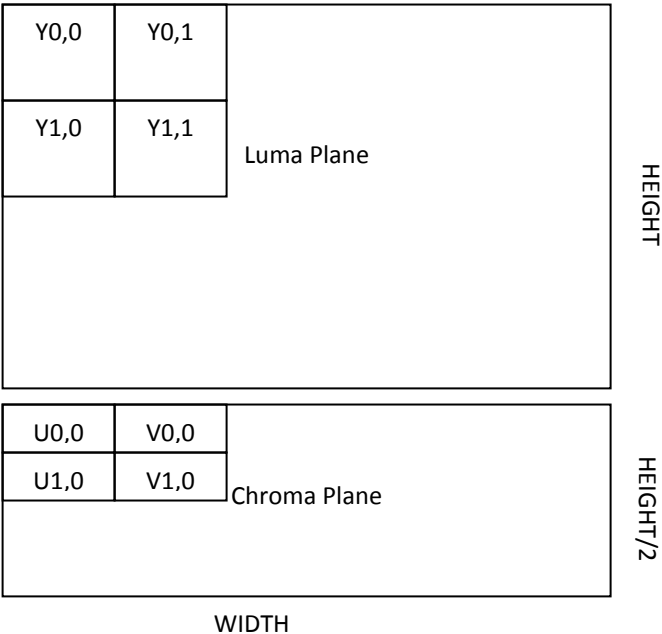 Y0,0 Y0,1
Y1,0 Y1,1
Luma Plane
HEIGHT
U0,0 V0,0
U1,0 V1,0
Chroma Plane
HEIGHT/2
WIDTH